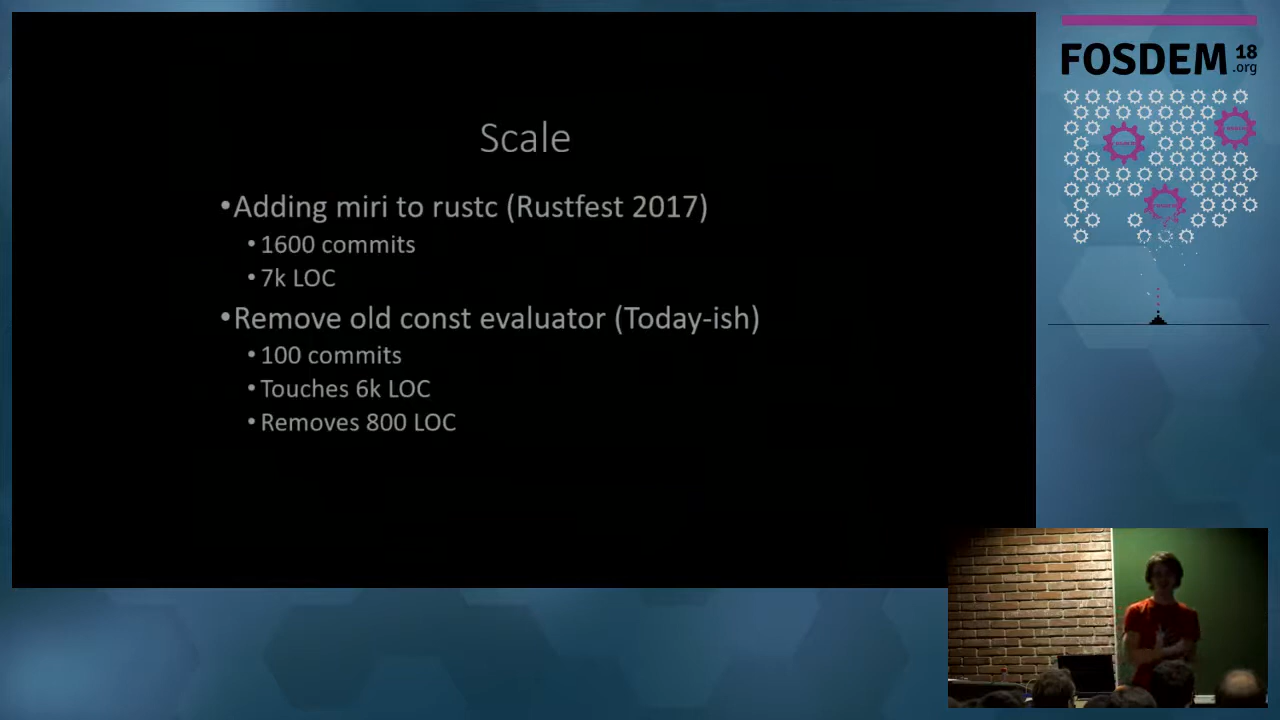 Scale
•Adding miri to rustc (Rustfest 2017)
•1600 commits
•7k LOC
•Remove old const evaluator (Today-ish)
•100 commits
•Touches 6k LOC
•Removes 800 LOC
FOSDEM 18
.org